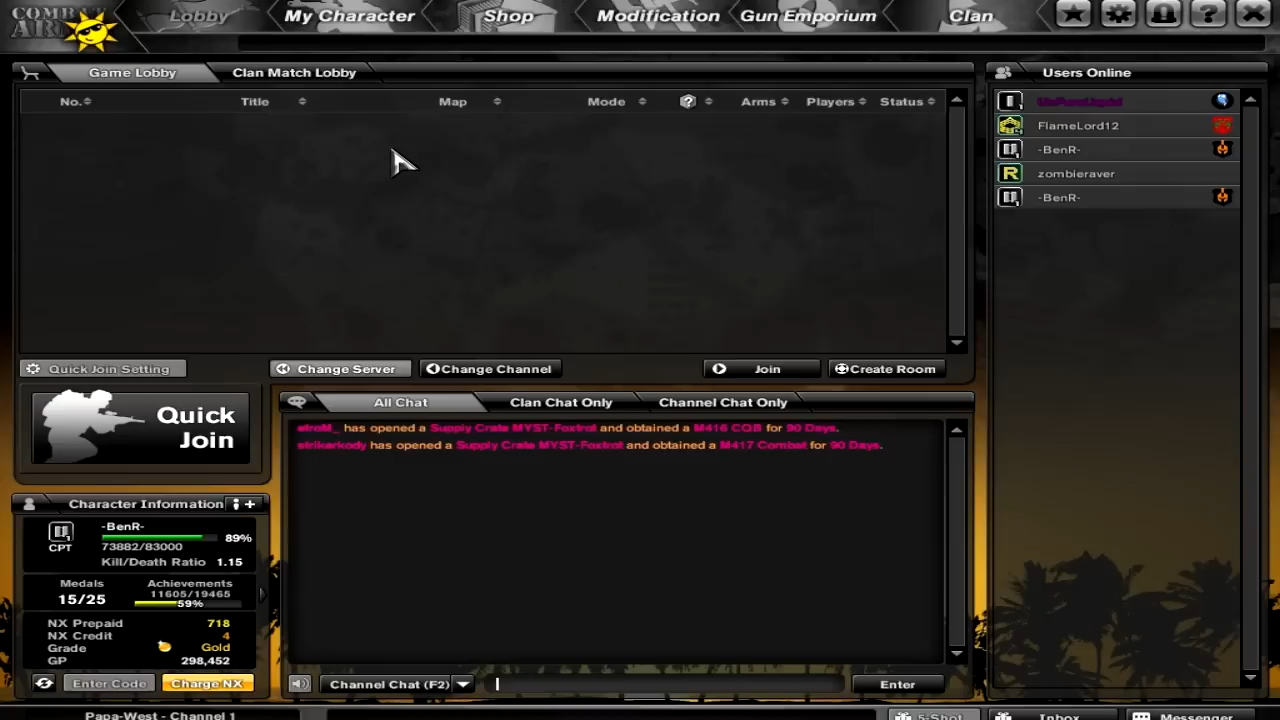 COMBAT ARMS
Lobby
My Character
Shop
Modification
Gun Emporium
Clan
Game Lobby
Clan Match Lobby
No.
Title
Map
Mode
Arms
Players
Status
Users Online
FlameLord12
-BenR-
R zombieraver
-BenR-
Quick Join Setting
Change Server
Change Channel
Join
Create Room
Quick
Join
All Chat
Clan Chat Only
Channel Chat Only
has opened a Supply Crate MYST-Foxtrot and obtained a M416 CQB for 90 Days.
strikerkody has opened a Supply Crate MYST-Foxtrot and obtained a M417 Combat for 90 Days.
Character Information
-BenR-
89%
CPT
73882/83000
Kill/Death Ratio 1.15
Medals
15/25
Achievements
11605/19465
59%
NX Prepaid 718
NX Credit 4
Grade Gold
GP 298,452
Enter Code
Charge NX
Channel Chat (F2)
Enter
Papa-West - Channel 1
5-Shot
Inbox
Messenger